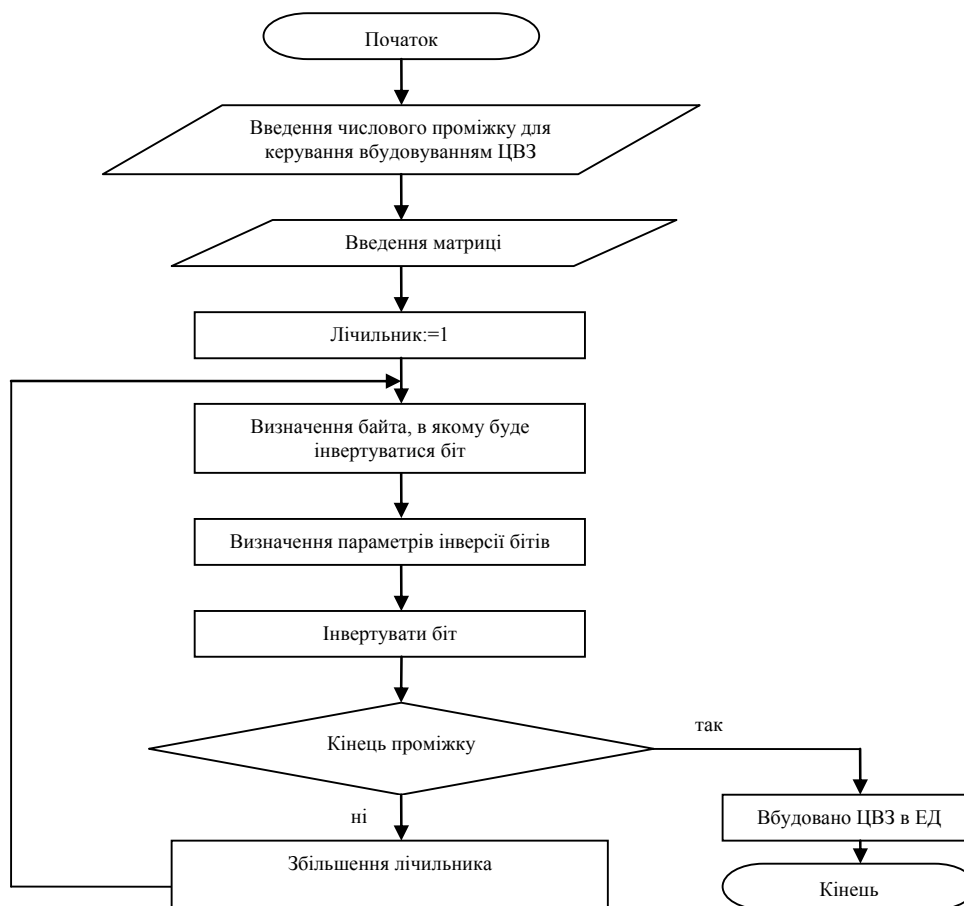 Початок
Введення числового проміжку для
керування вбудовуванням ЦВЗ
Введення матриці
Лічильник:=1
Визначення байта, в якому буде
інвертуватися біт
Визначення параметрів інверсії бітів
Інвертувати біт
Кінець проміжку
так
ні
Вбудовано ЦВЗ в ЕД
Збільшення лічильника
Кінець